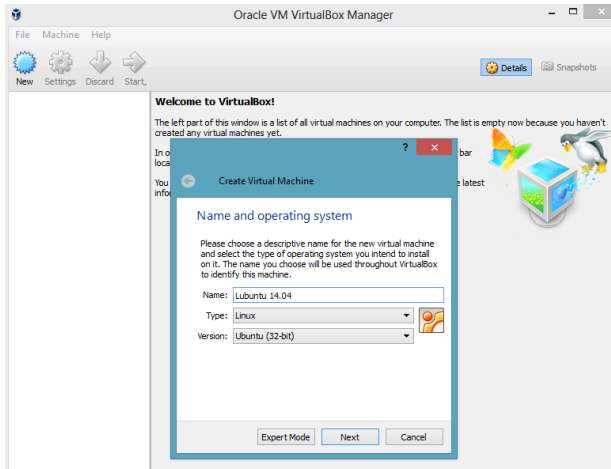 Oracle VM VirtualBox Manager
File Machine Help
New Settings Discard Start
Details Snapshots
Welcome to VirtualBox!
The left part of this window is a list of all virtual machines on your computer. The list is empty now because you haven't
created any virtual machines yet.
In o bar
loca
You e latest
infor
?
Create Virtual Machine
Name and operating system
Please choose a descriptive name for the new virtual machine
and select the type of operating system you intend to install
on it. The name you choose will be used throughout VirtualBox
to identify this machine.
Name: Lubuntu 14.04
Type: Linux
Version: Ubuntu (32-bit)
Expert Mode Next Cancel